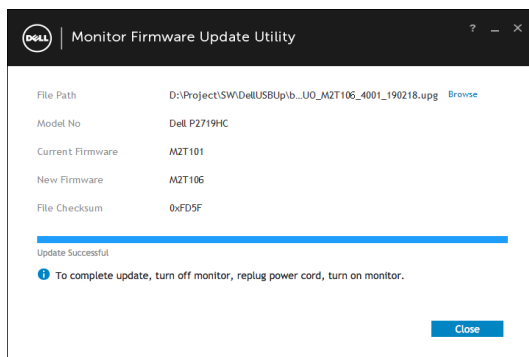 DELL Monitor Firmware Update Utility ? _ ×
File Path D:\Project\SW\DellUSBUp\b...UO_M2T106_4001_190218.upg Browse
Model No Dell P2719HC
Current Firmware M2T101
New Firmware M2T106
File Checksum 0xFD5F
Update Successful
i To complete update, turn off monitor, replug power cord, turn on monitor.
Close